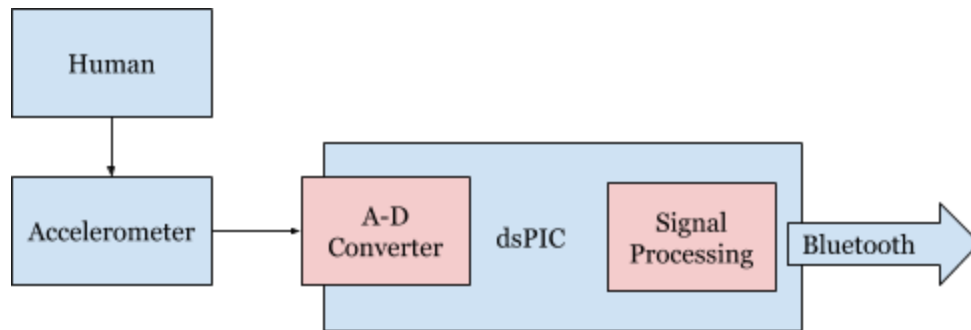 Human
Accelerometer
A-D
Converter
dsPIC
Signal
Processing
Bluetooth